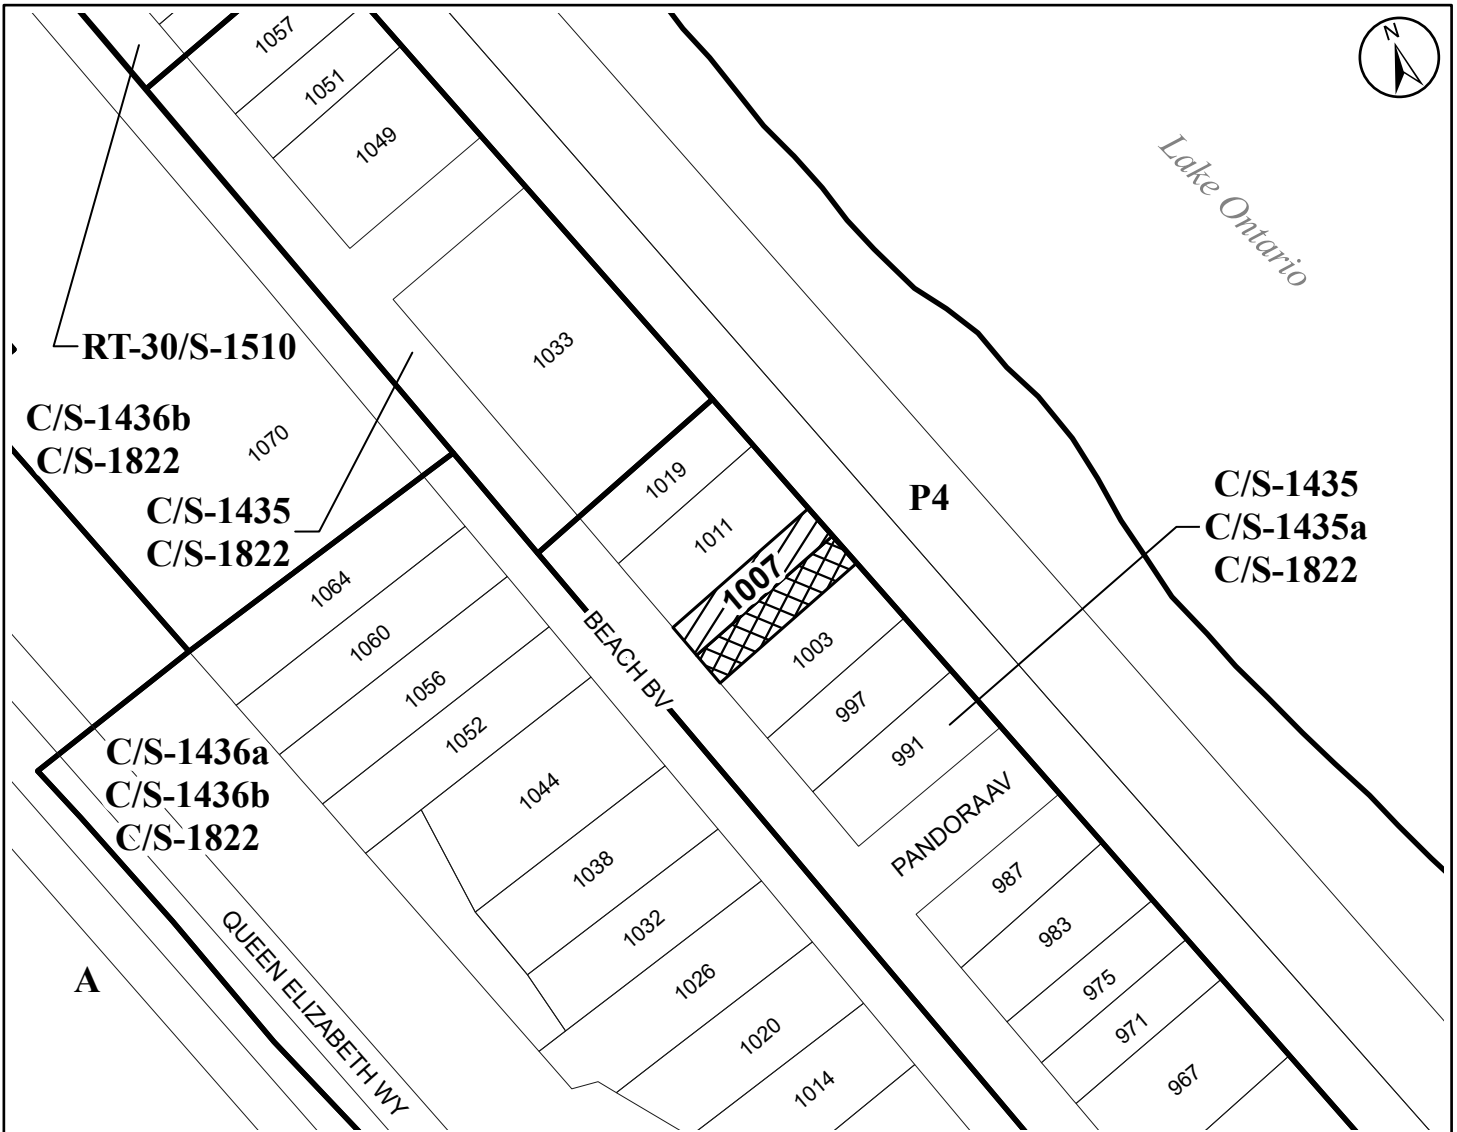 N
1057
1051
1049
Lake Ontario
1033
RT-30/S-1510
C/S-1436b
C/S-1822
1070
C/S-1435
C/S-1822
1019
1011
1007
P4
C/S-1435
C/S-1435a
C/S-1822
1064
1060
1056
1052
BEACH BV
1003
997
991
C/S-1436a
C/S-1436b
C/S-1822
1044
1038
1032
1026
1020
1014
PANDORA AV
987
983
975
971
967
A
QUEEN ELIZABETH WY